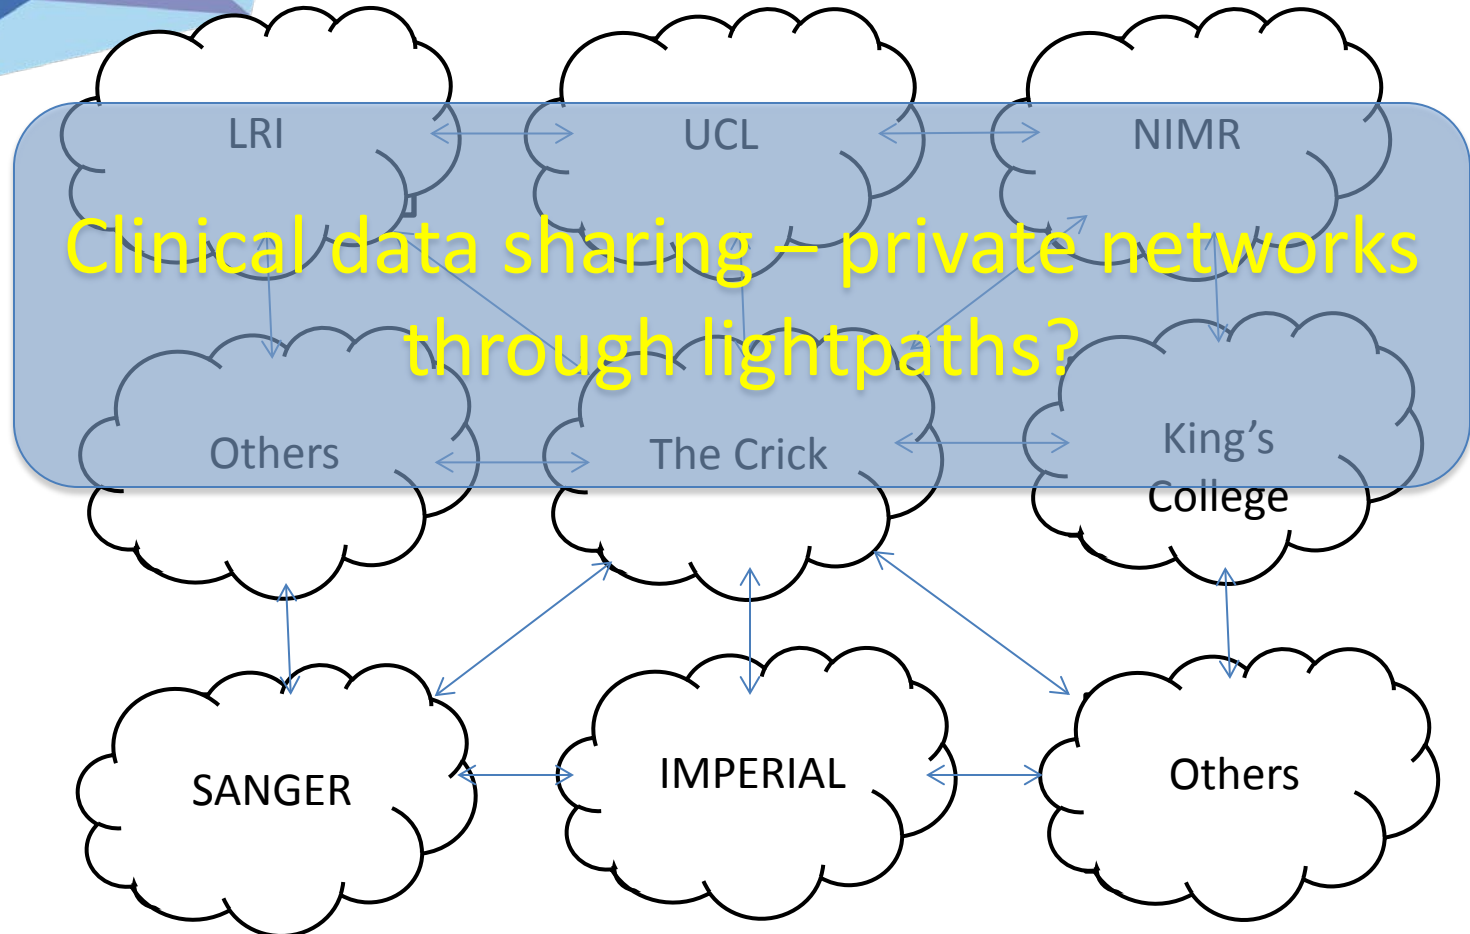 LRI
UCL
NIMR
Clinical data sharing – private networks
through lightpaths?
Others
The Crick
King’s
College
SANGER
IMPERIAL
Others